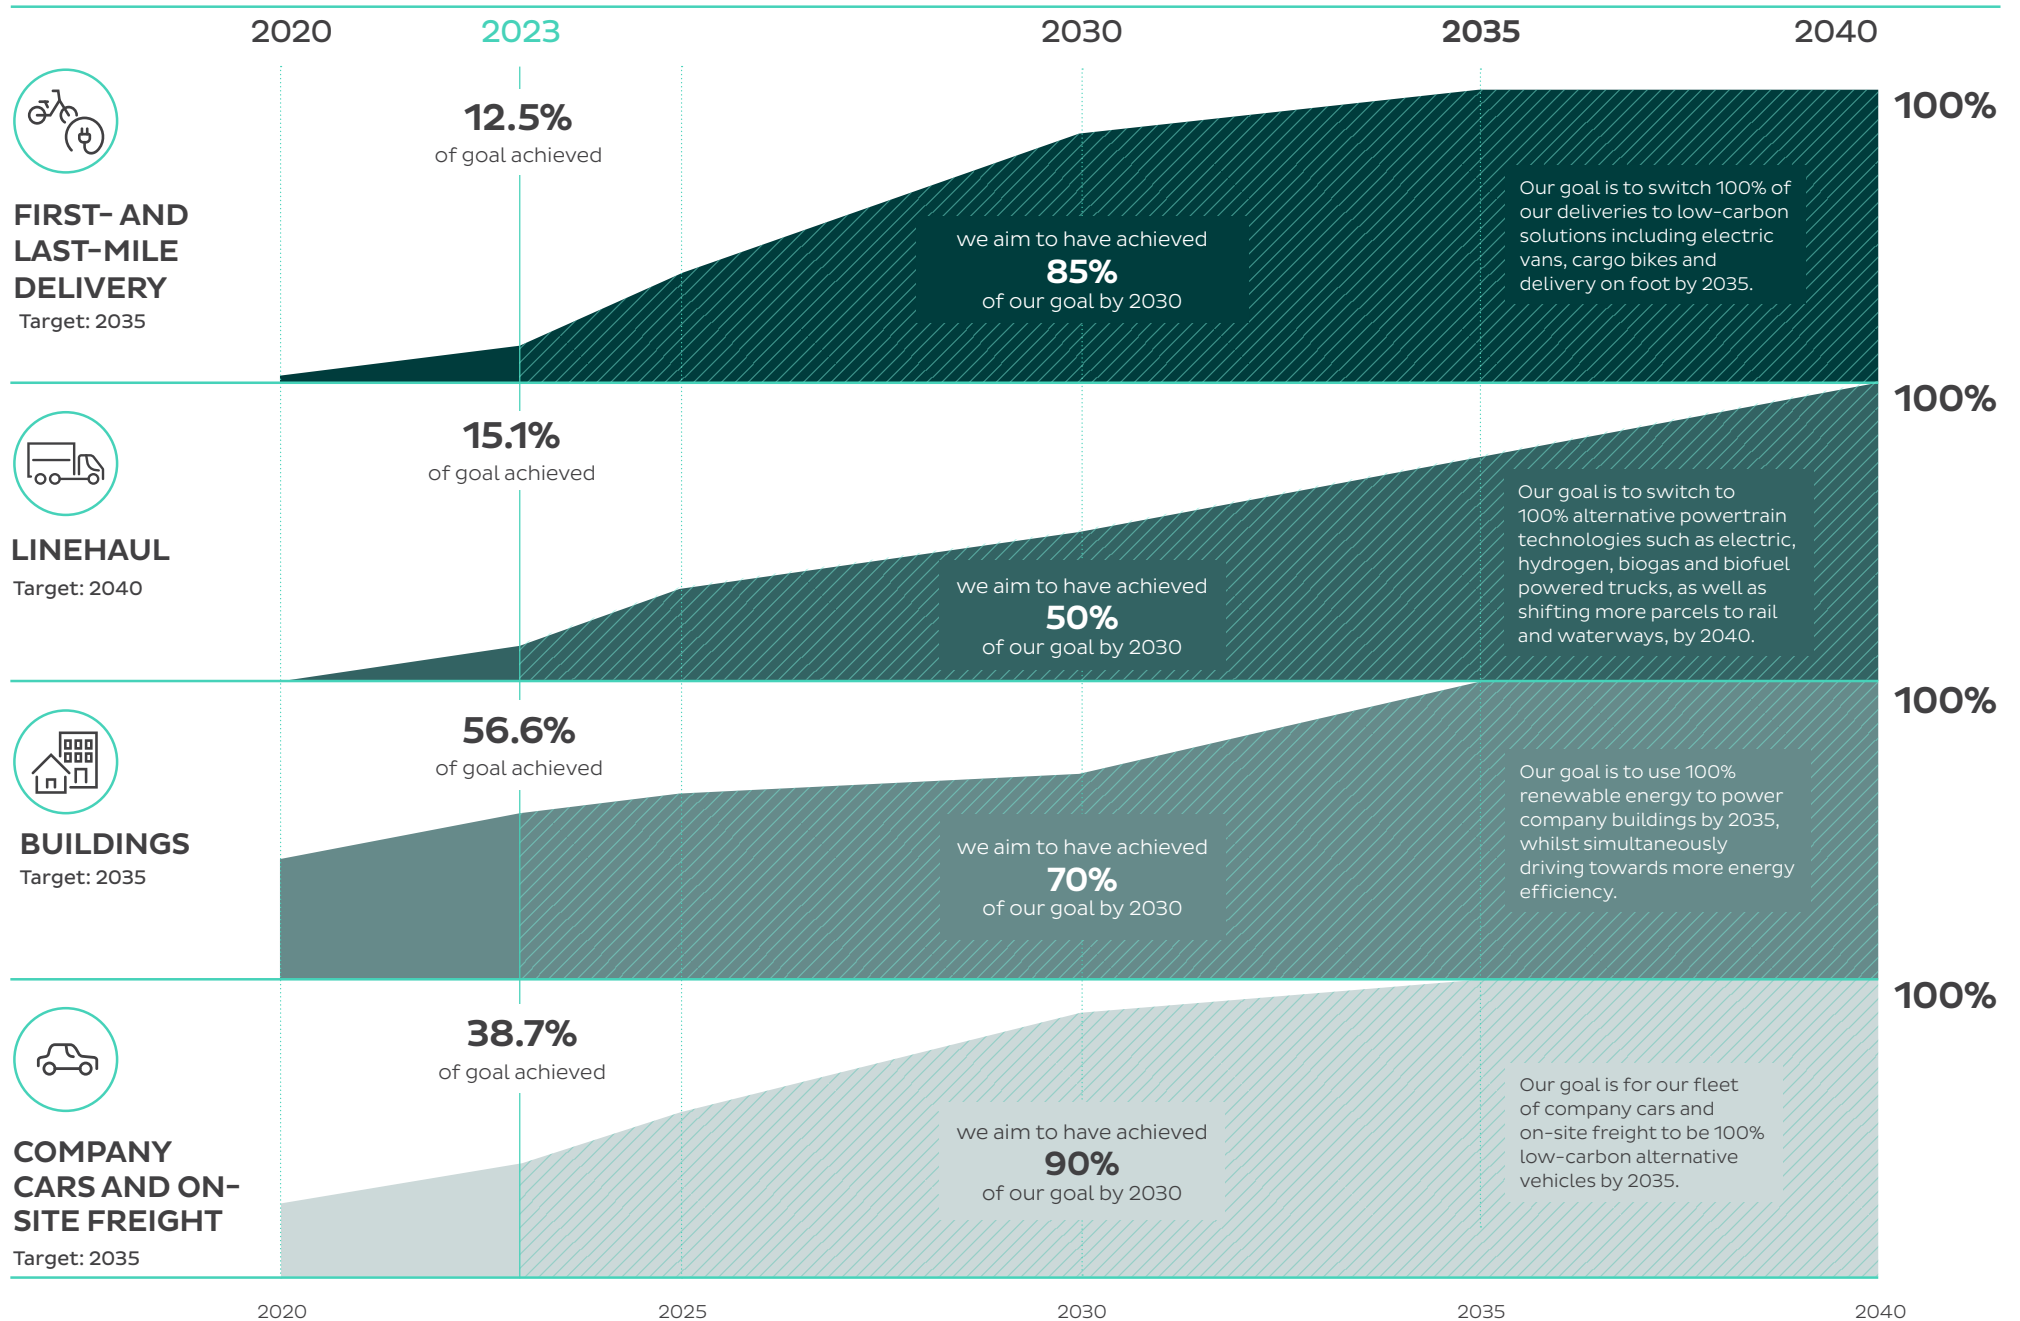 2020 2023 2030 2035 2040
FIRST- AND
LAST-MILE
DELIVERY
Target: 2035
12.5%
of goal achieved
we aim to have achieved
85%
of our goal by 2030
Our goal is to switch 100% of
our deliveries to low-carbon
solutions including electric
vans, cargo bikes and
delivery on foot by 2035.
100%
LINEHAUL
Target: 2040
15.1%
of goal achieved
we aim to have achieved
50%
of our goal by 2030
Our goal is to switch to
100% alternative powertrain
technologies such as electric,
hydrogen, biogas and biofuel
powered trucks, as well as
shifting more parcels to rail
and waterways, by 2040.
100%
BUILDINGS
Target: 2035
56.6%
of goal achieved
we aim to have achieved
70%
of our goal by 2030
Our goal is to use 100%
renewable energy to power
company buildings by 2035,
whilst simultaneously
driving towards more energy
efficiency.
100%
COMPANY
CARS AND ON-
SITE FREIGHT
Target: 2035
38.7%
of goal achieved
we aim to have achieved
90%
of our goal by 2030
Our goal is for our fleet
of company cars and
on-site freight to be 100%
low-carbon alternative
vehicles by 2035.
100%
2020 2025 2030 2035 2040